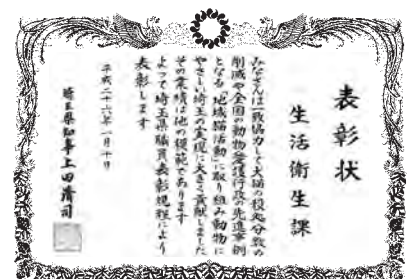 表彰状
生活衛生課
みなさんは一致協力して犬猫の殺処分数の
削減や全国の動物愛護行政の先進事例
となる「地域猫活動」に取り組み動物に
やさしい埼玉の実現に大きく貢献しました
その業績は他の模範であります
よって埼玉県職員表彰規程により
表彰します
平成二十八年一月十日
埼玉県知事上田清司